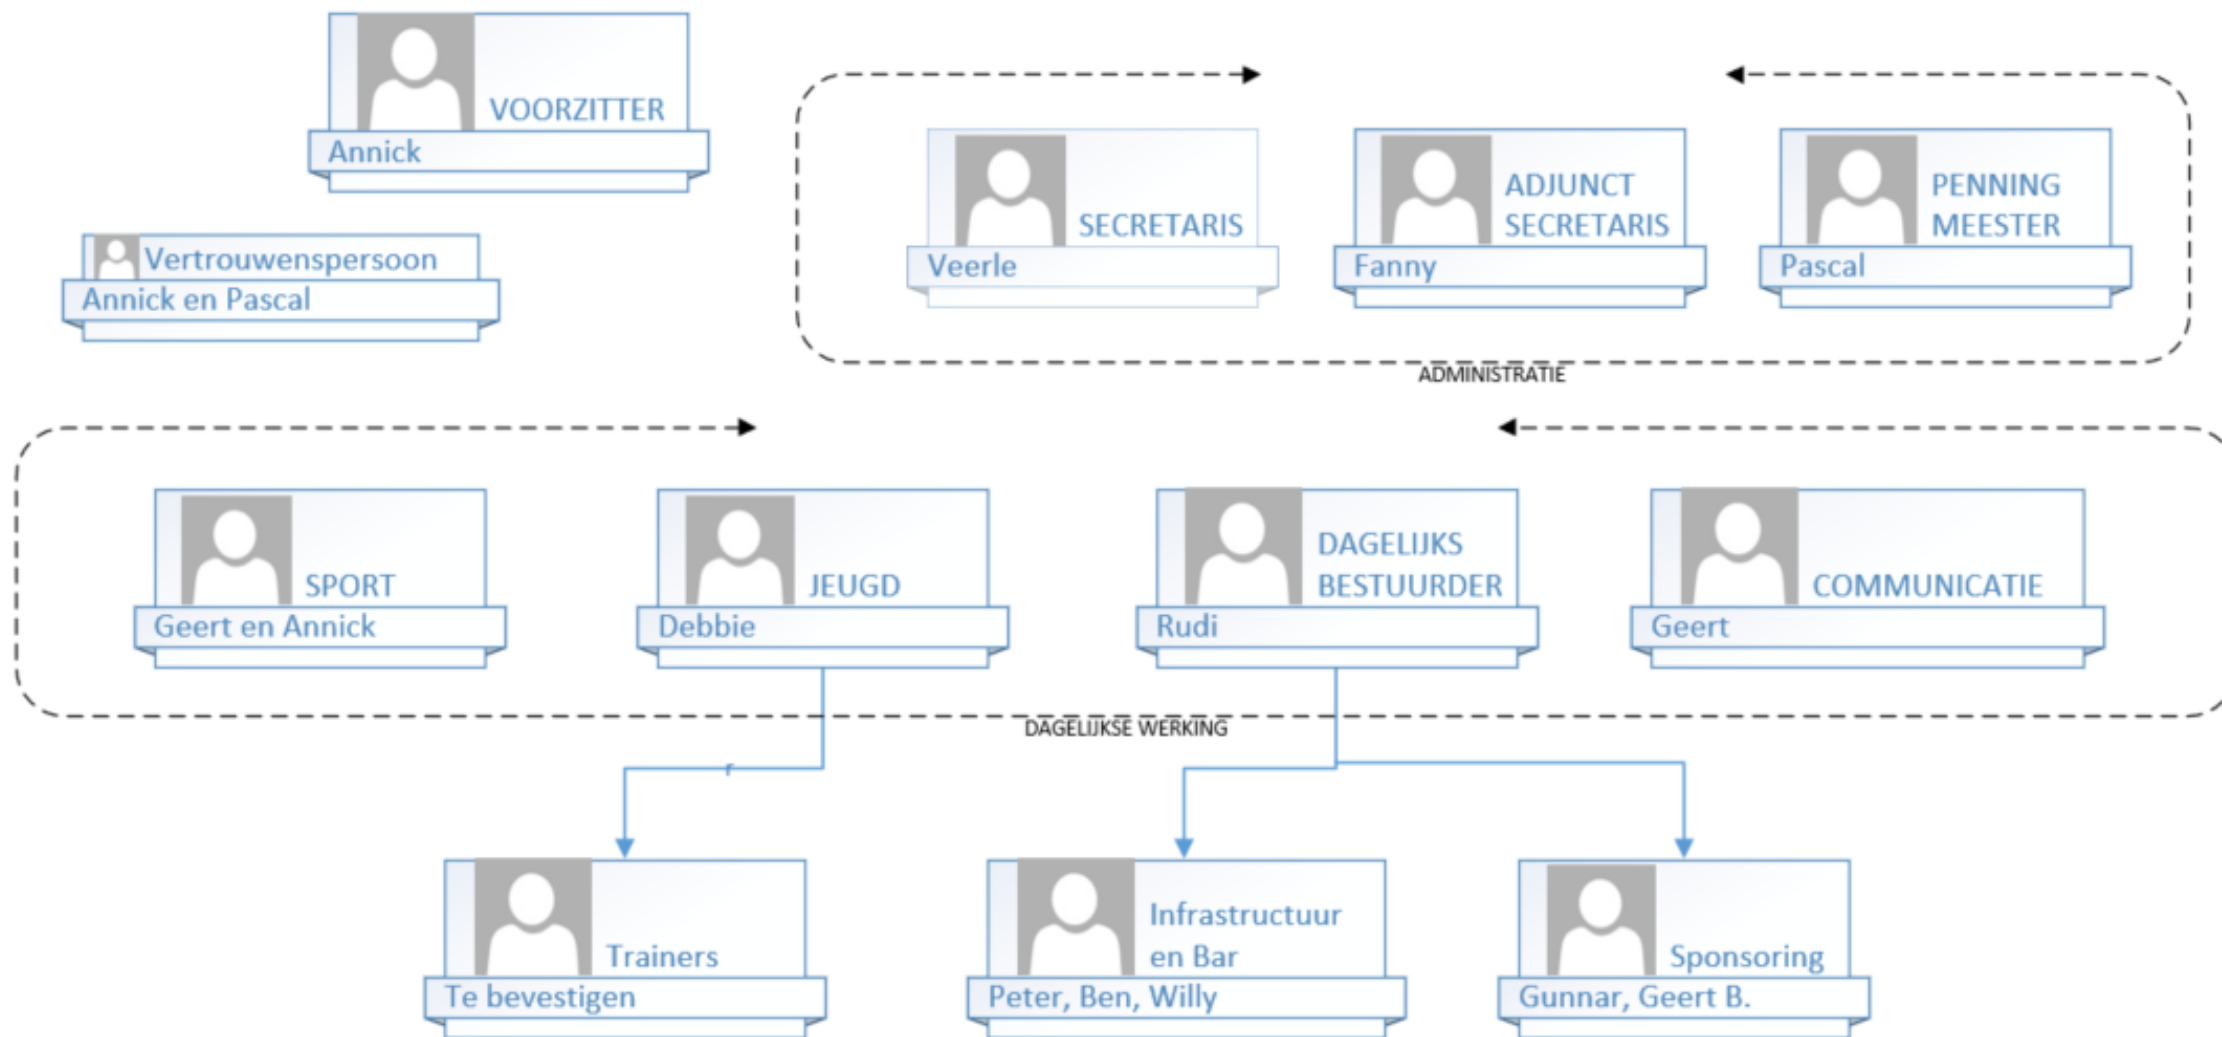 VOORZITTER
Annick
Vertrouwenspersoon
Annick en Pascal
SECRETARIS
Veerle
ADJUNCT
SECRETARIS
Fanny
PENNING
MEESTER
Pascal
ADMINISTRATIE
SPORT
Geert en Annick
JEUGD
Debbie
DAGELIJKS
BESTUURDER
Rudi
COMMUNICATIE
Geert
DAGELIJKSE WERKING
r
Trainers
Te bevestigen
Infrastructuur
en Bar
Peter, Ben, Willy
Sponsoring
Gunnar, Geert B.